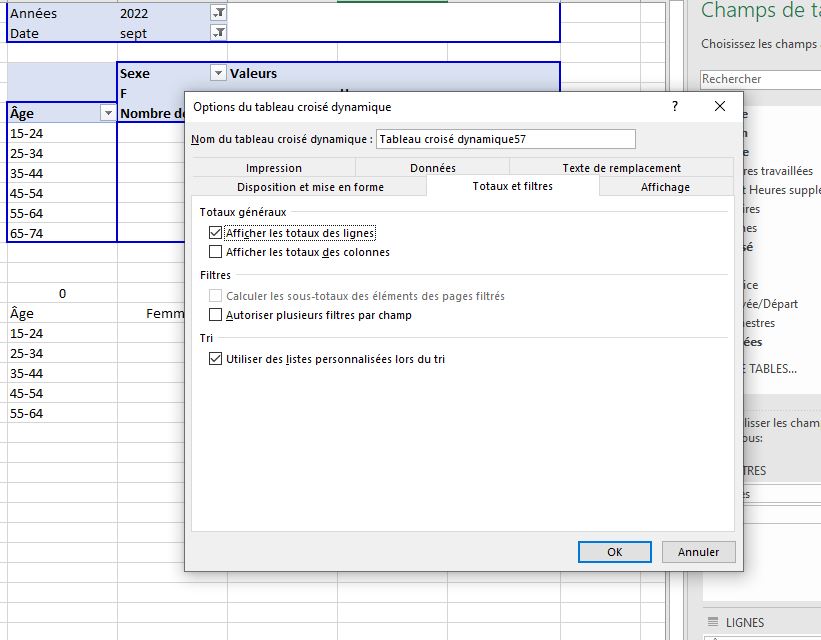 Années 2022
Date sept
Champs de
Choisissez les champs
Rechercher
Sexe Valeurs
F
Âge Nombre
15-24
25-34
35-44
45-54
55-64
65-74
0
Âge
15-24
25-34
35-44
45-54
55-64
Options du tableau croisé dynamique
? ×
Nom du tableau croisé dynamique : Tableau croisé dynamique57
Impression Données Texte de remplacement
Disposition et mise en forme Totaux et filtres Affichage
Totaux généraux
Afficher les totaux des lignes
Afficher les totaux des colonnes
Filtres
Calculer les sous-totaux des éléments des pages filtrés
Autoriser plusieurs filtres par champ
Tri
Utiliser des listes personnalisées lors du tri
OK Annuler
res travaillées
t Heures supplé
ires
nes
sé
ice
vée/Départ
nestres
ées
E TABLES...
liser les cham
ous:
TRES
es
LIGNES